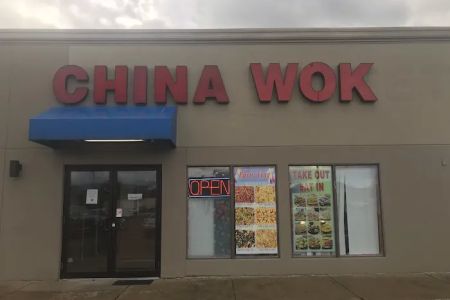 CHINA WOK
OPEN
TAKE OUT
EAT IN